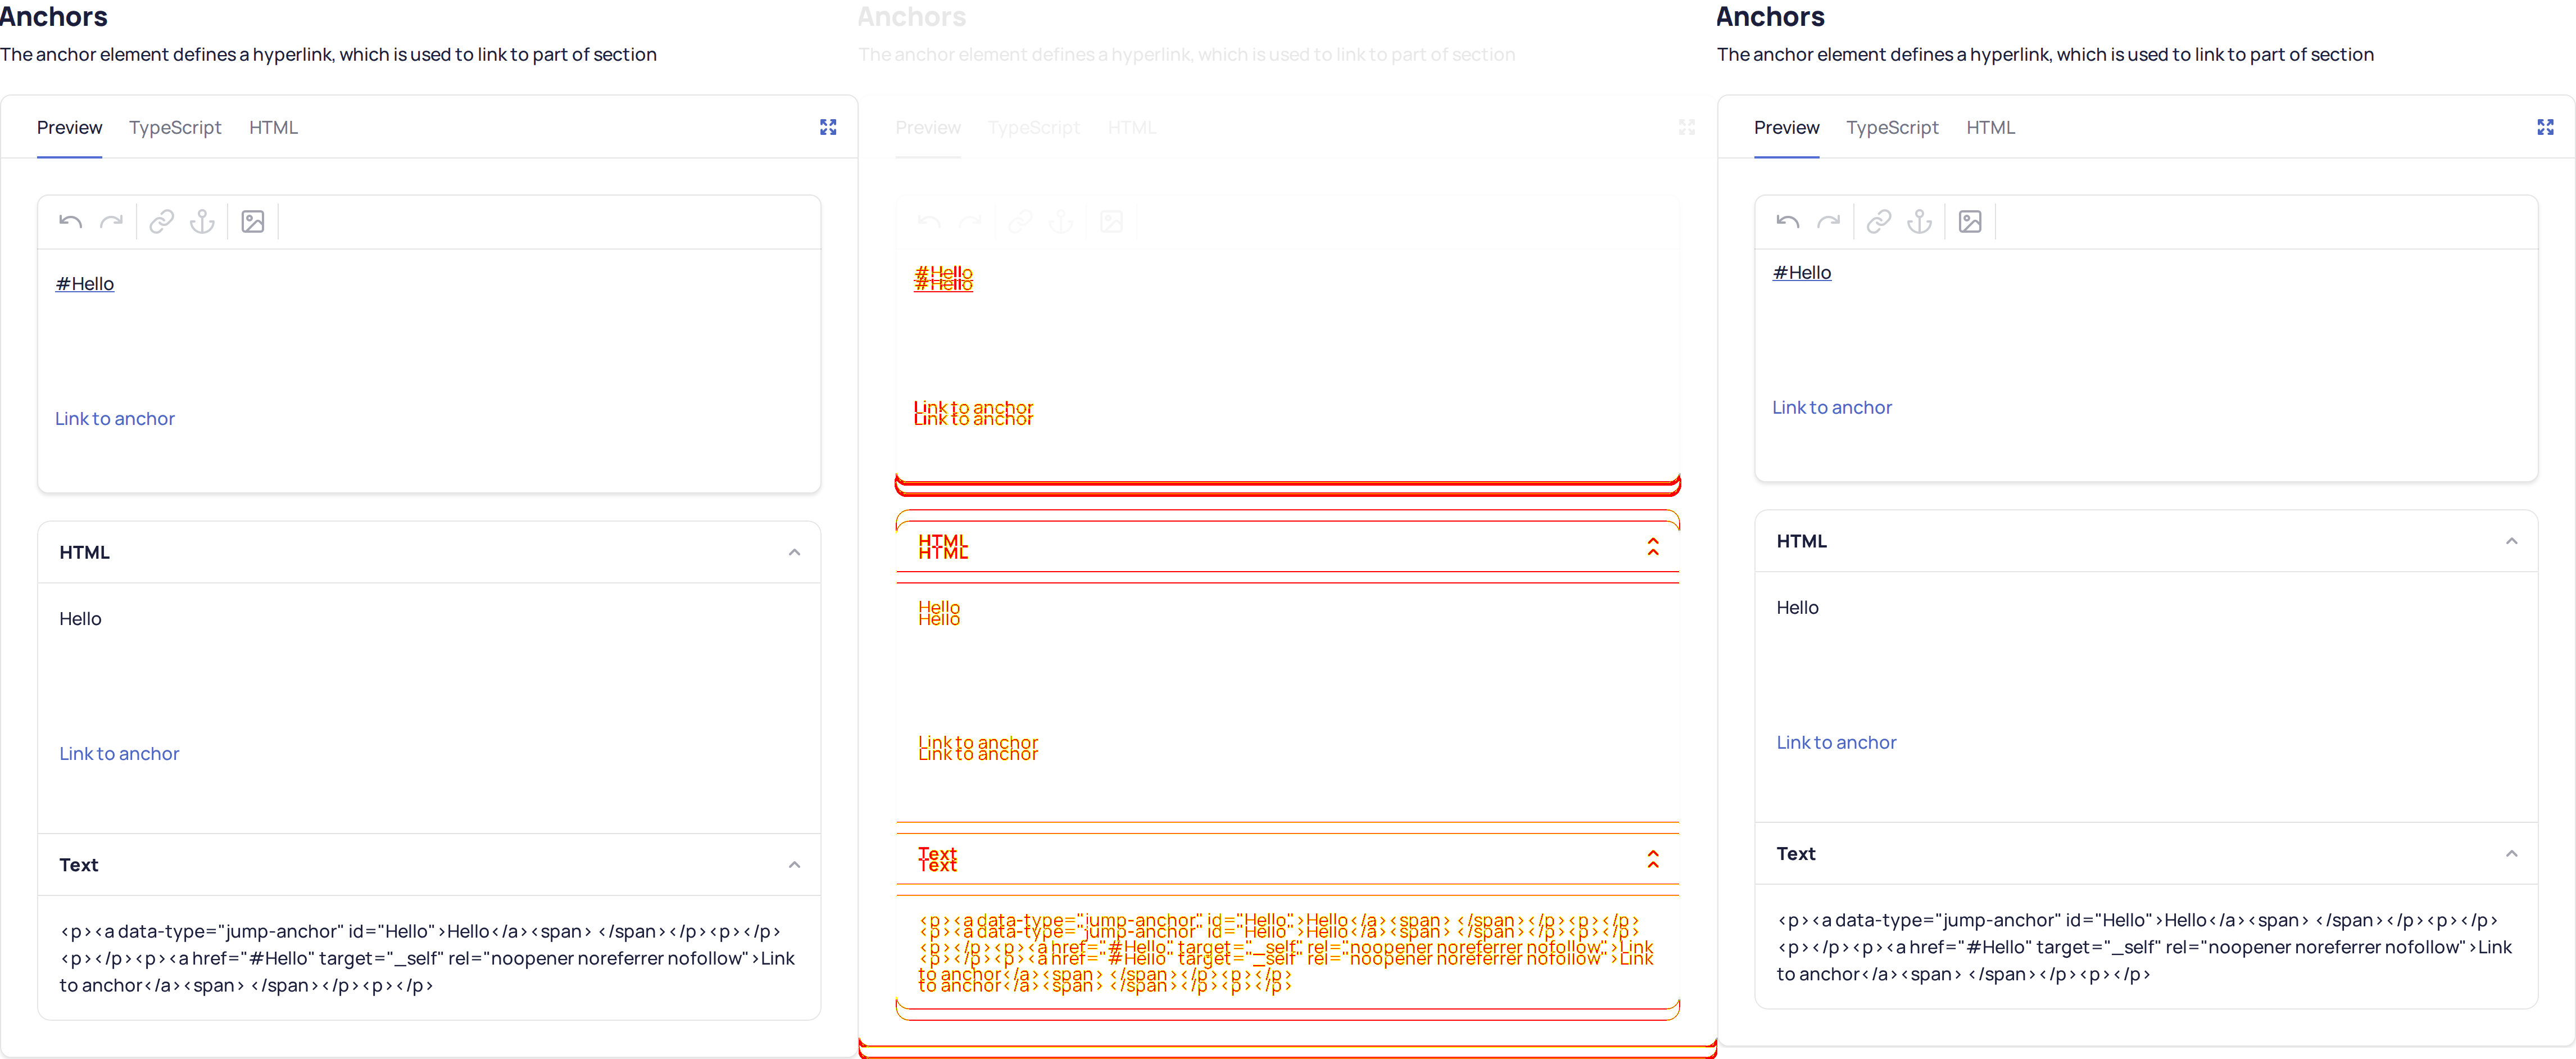 Anchors
The anchor element defines a hyperlink, which is used to link to part of section
Preview TypeScript HTML
#Hello
Link to anchor
HTML
Hello
Link to anchor
Text
<p><a data-type="jump-anchor" id="Hello">Hello</a><span> </span></p><p></p>
<p></p><p><a href="#Hello" target="_self" rel="noopener noreferrer nofollow">Link
to anchor</a><span> </span></p><p></p>
Anchors
The anchor element defines a hyperlink, which is used to link to part of section
Preview TypeScript HTML
#Hello
#Hello
Link to anchor
Link to anchor
HTML
HTML
Hello
Hello
Link to anchor
Link to anchor
Text
Text
<p><a data-type="jump-anchor" id="Hello">Hello</a><span> </span></p><p></p>
<p><a data-type="jump-anchor" id="Hello">Hello</a><span> </span></p><p></p>
<p></p><p><a href="#Hello" target="_self" rel="noopener noreferrer nofollow">Link
<p></p><p><a href="#Hello" target="_self" rel="noopener noreferrer nofollow">Link
to anchor</a><span> </span></p><p></p>
to anchor</a><span> </span></p><p></p>
Anchors
The anchor element defines a hyperlink, which is used to link to part of section
Preview TypeScript HTML
#Hello
Link to anchor
HTML
Hello
Link to anchor
Text
<p><a data-type="jump-anchor" id="Hello">Hello</a><span> </span></p><p></p>
<p></p><p><a href="#Hello" target="_self" rel="noopener noreferrer nofollow">Link
to anchor</a><span> </span></p><p></p>